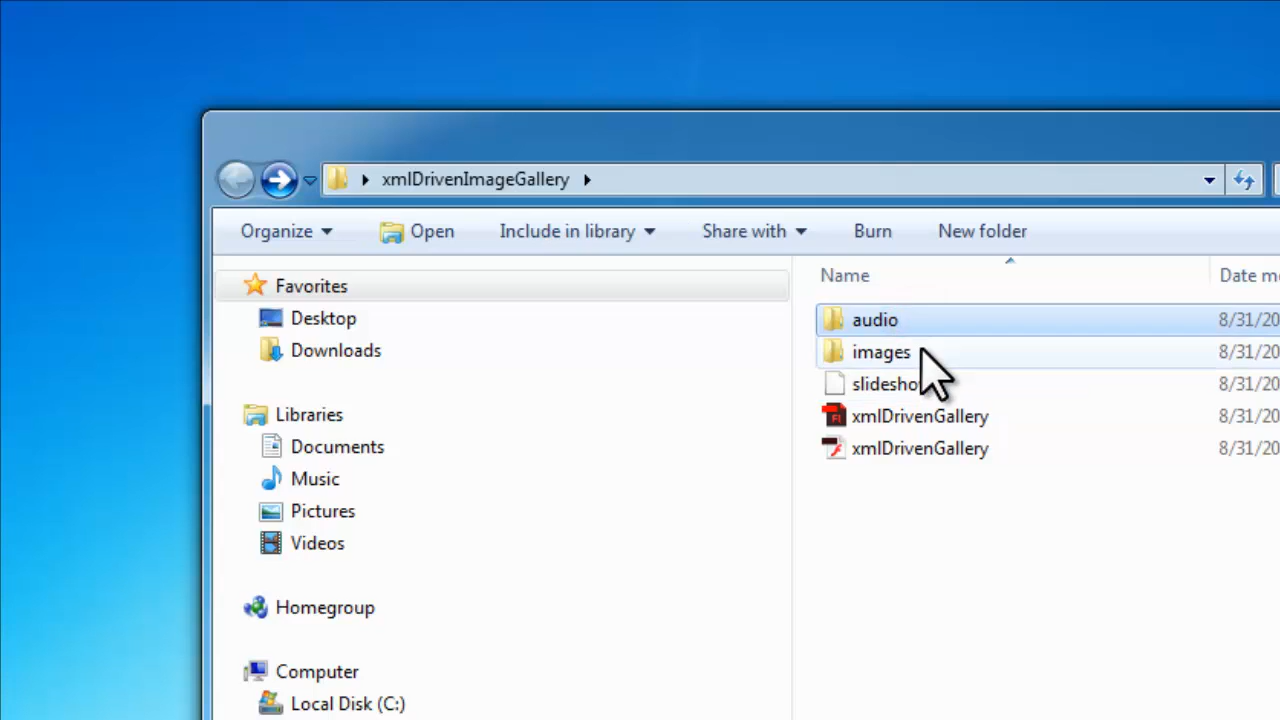 xmlDrivenImageGallery
Organize Open Include in library Share with Burn New folder
Favorites
Desktop
Downloads
Libraries
Documents
Music
Pictures
Videos
Homegroup
Computer
Local Disk (C:)
Name
audio 8/31/20
images 8/31/20
8/31/20
xmlDrivenGallery 8/31/20
xmlDrivenGallery 8/31/20